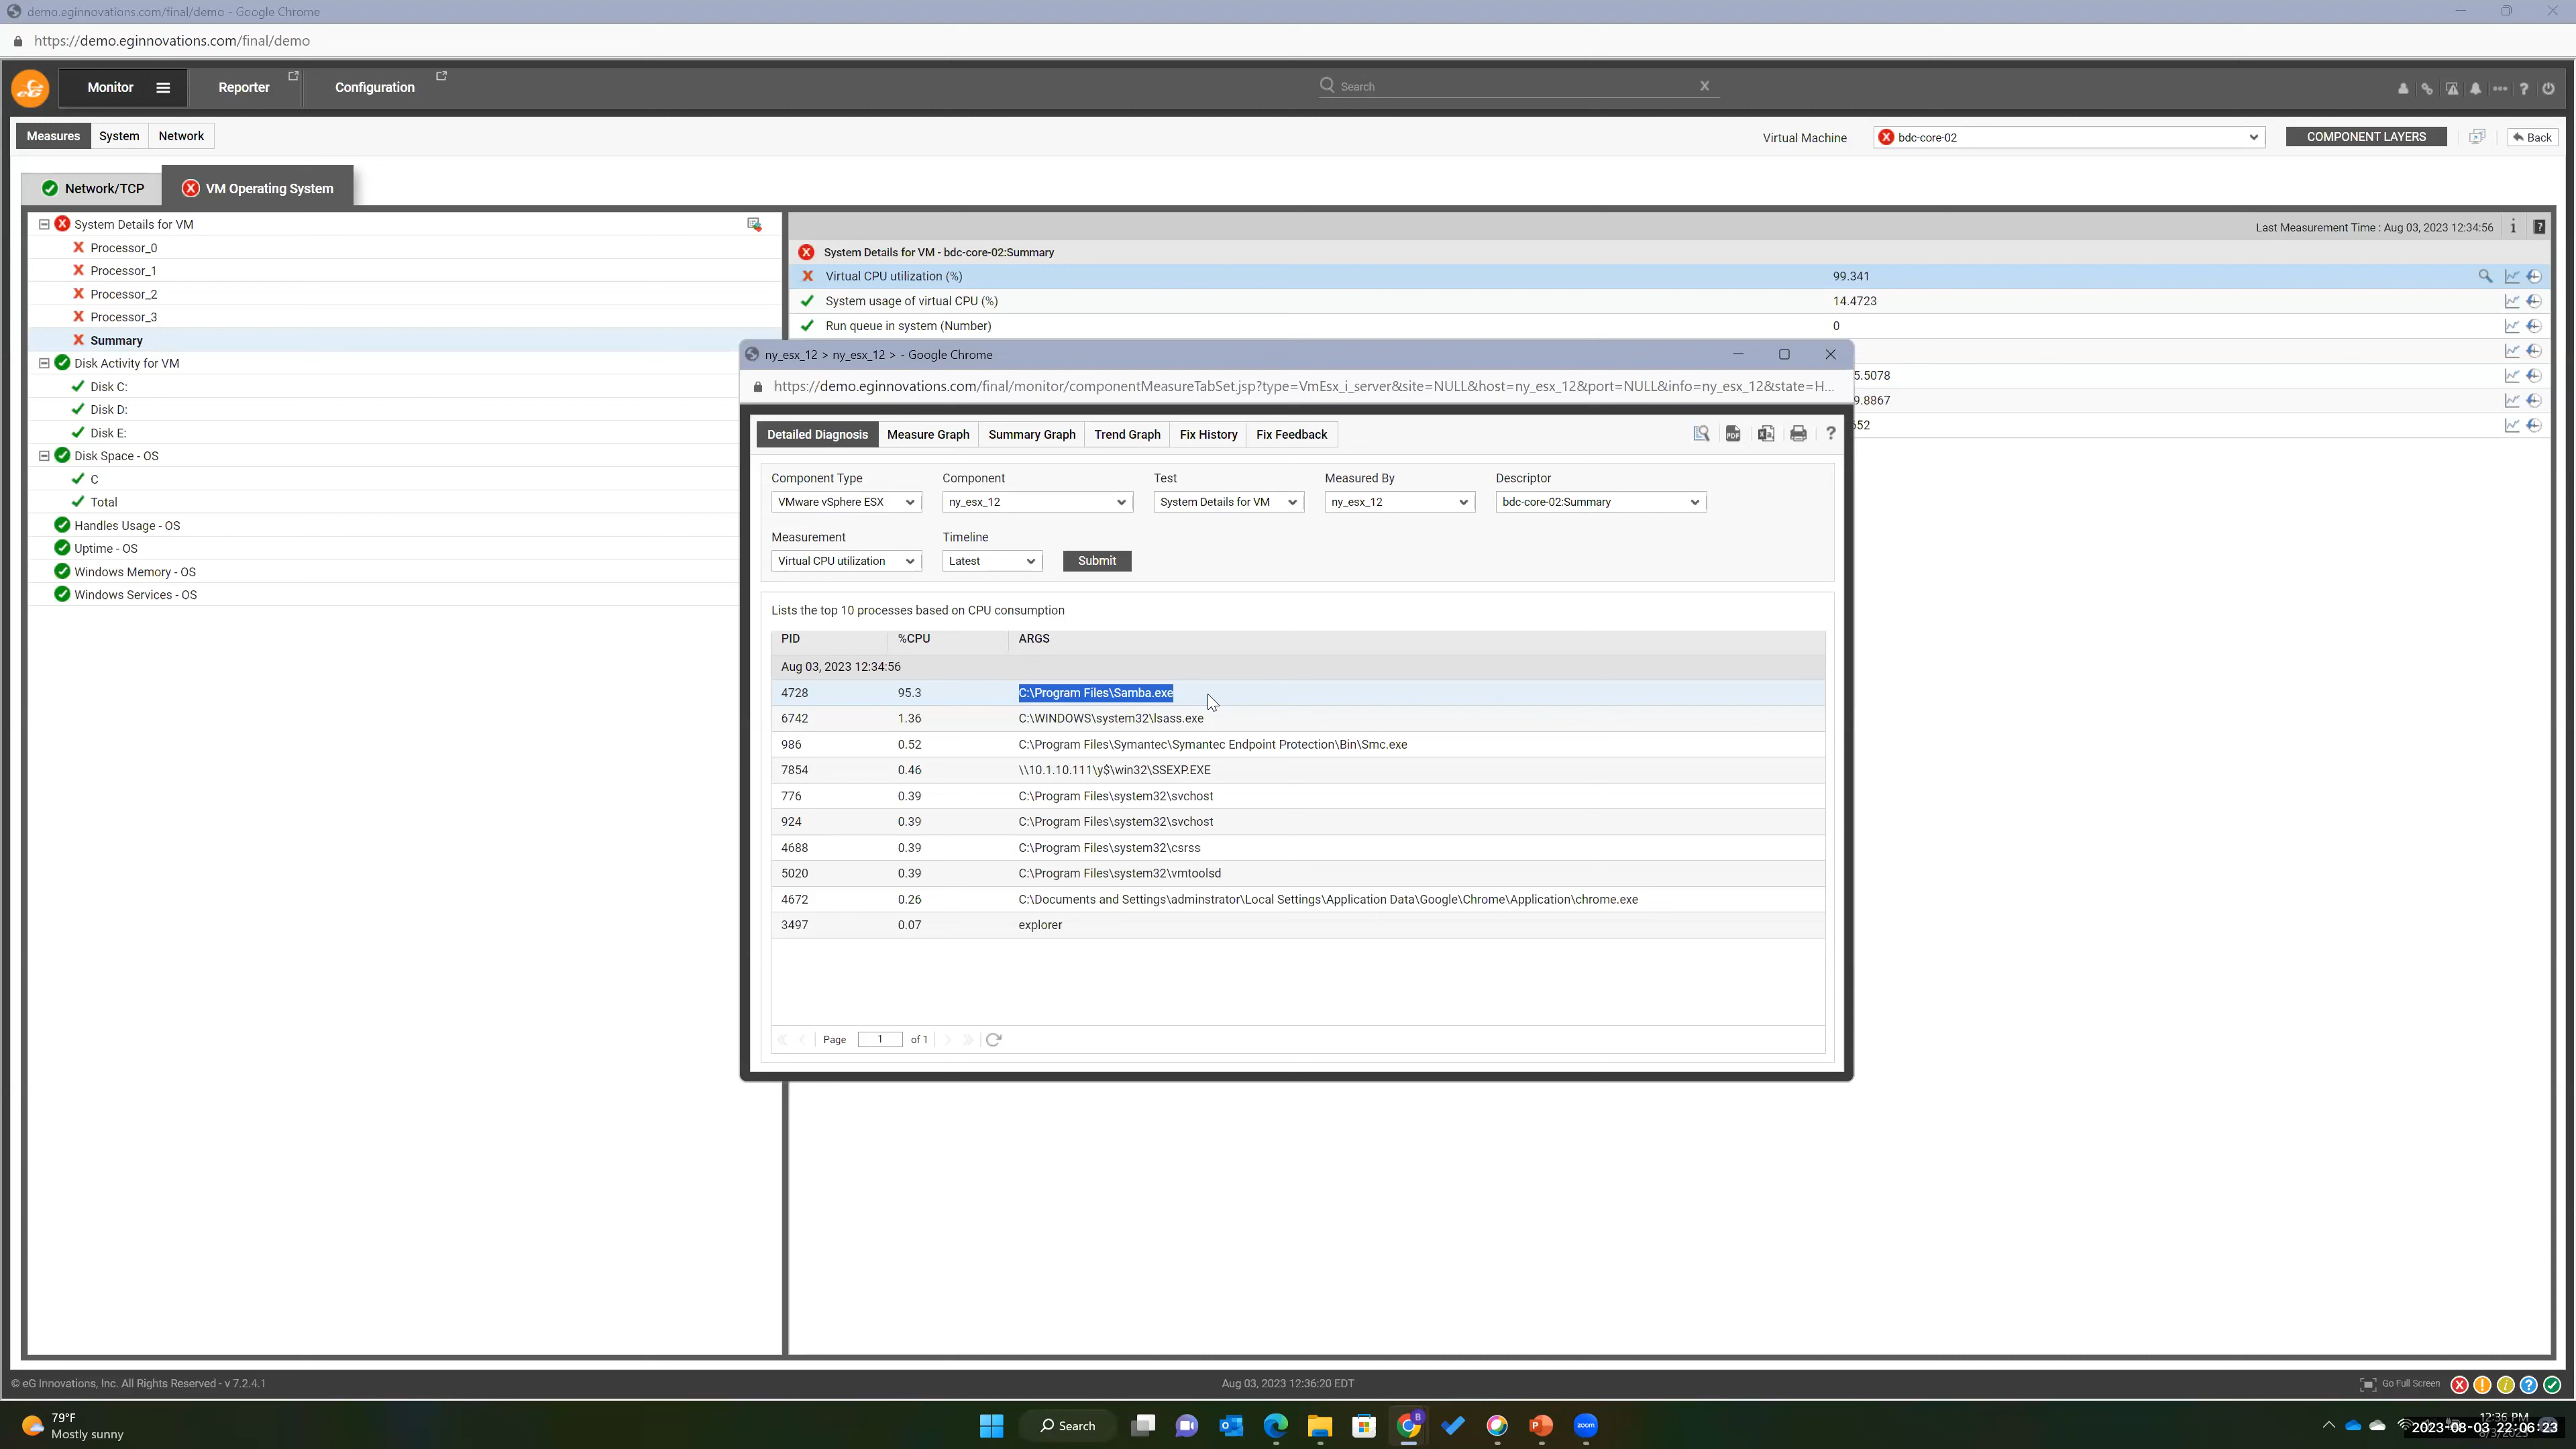 demo.eginnovations.com/final/demo - Google Chrome
https://demo.eginnovations.com/final/demo
eG Monitor Reporter Configuration Search X
Measures System Network Virtual Machine bdc-core-02 COMPONENT LAYERS Back
Network/TCP VM Operating System
System Details for VM
Processor_0
Processor_1
Processor_2
Processor_3
Summary
Disk Activity for VM
Disk C:
Disk D:
Disk E:
Disk Space - OS
C
Total
Handles Usage - OS
Uptime - OS
Windows Memory - OS
Windows Services - OS
Last Measurement Time : Aug 03, 2023 12:34:56
System Details for VM - bdc-core-02:Summary
Virtual CPU utilization (%) 99.341
System usage of virtual CPU (%) 14.4723
Run queue in system (Number) 0
5.5078
9.8867
ny_esx_12 > ny_esx_12 > - Google Chrome
https://demo.eginnovations.com/final/monitor/componentMeasureTabSet.jsp?type=VmEsx_i_server&site=NULL&host=ny_esx_12&port=NULL&info=ny_esx_12&state=H...
Detailed Diagnosis Measure Graph Summary Graph Trend Graph Fix History Fix Feedback PDF ?
Component Type Component Test Measured By Descriptor
VMware vSphere ESX ny_esx_12 System Details for VM ny_esx_12 bdc-core-02:Summary
Measurement Timeline
Virtual CPU utilization Latest Submit
Lists the top 10 processes based on CPU consumption
PID %CPU ARGS
Aug 03, 2023 12:34:56
4728 95.3 C:\Program Files\Samba.exe
6742 1.36 C:\WINDOWS\system32\lsass.exe
986 0.52 C:\Program Files\Symantec\Symantec Endpoint Protection\Bin\Smc.exe
7854 0.46 \\10.1.10.111\y$\win32\SSEXP.EXE
776 0.39 C:\Program Files\system32\svchost
924 0.39 C:\Program Files\system32\svchost
4688 0.39 C:\Program Files\system32\csrss
5020 0.39 C:\Program Files\system32\vmtoolsd
4672 0.26 C:\Documents and Settings\adminstrator\Local Settings\Application Data\Google\Chrome\Application\chrome.exe
3497 0.07 explorer
Page 1 of 1
© eG Innovations, Inc. All Rights Reserved - v 7.2.4.1 Aug 03, 2023 12:36:20 EDT Go Full Screen
79°F
Mostly sunny
Search
zoom
12:36 PM
2023-08-03 22:06:23